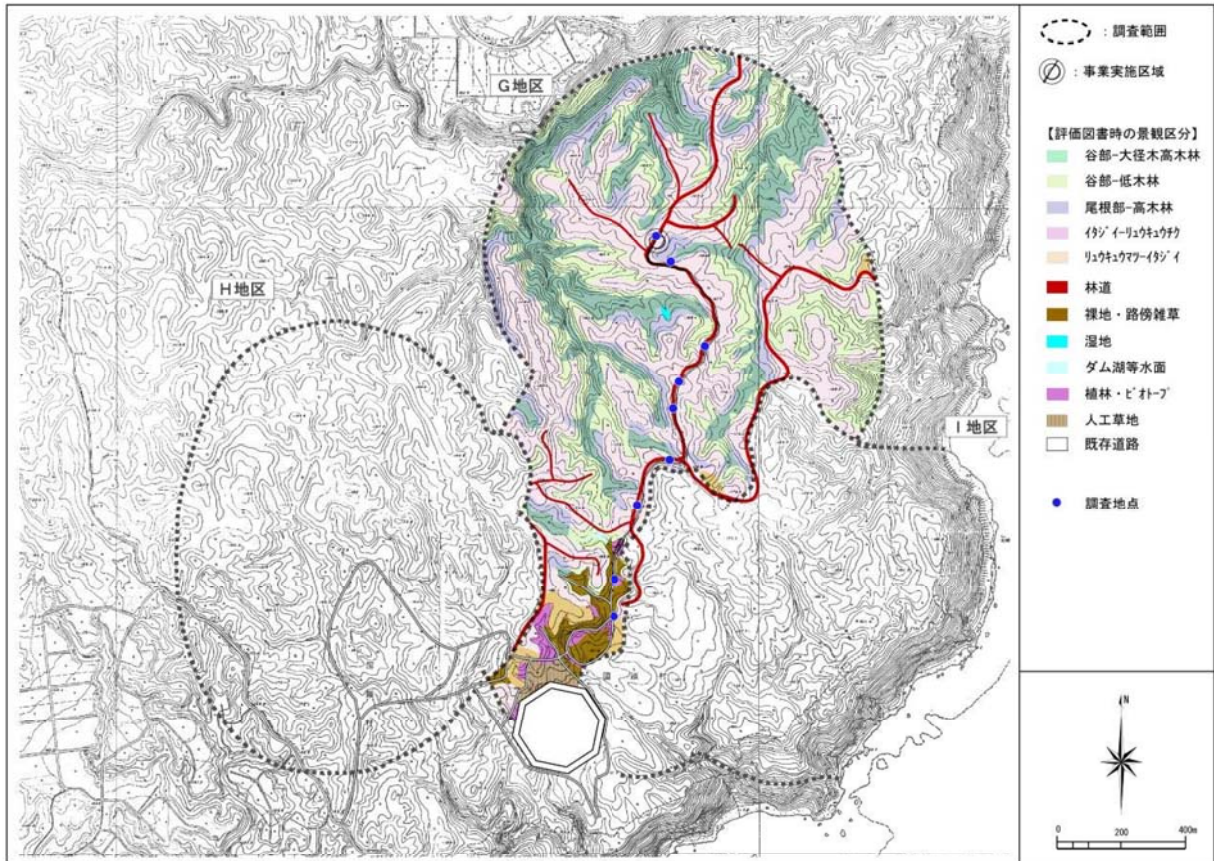 G地区
H地区
I地区
：調査範囲
：事業実施区域
【評価図書時の景観区分】
谷部-大径木高木林
谷部-低木林
尾根部-高木林
ｲﾀｼﾞｲ-ﾘｭｳｷｭｳﾁｸ
ﾘｭｳｷｭｳﾏﾂ-ｲﾀｼﾞｲ
林道
裸地・路傍雑草
湿地
ダム湖等水面
植林・ﾋﾞｵﾄｰﾌﾟ
人工草地
既存道路
調査地点
N
0 200 400m